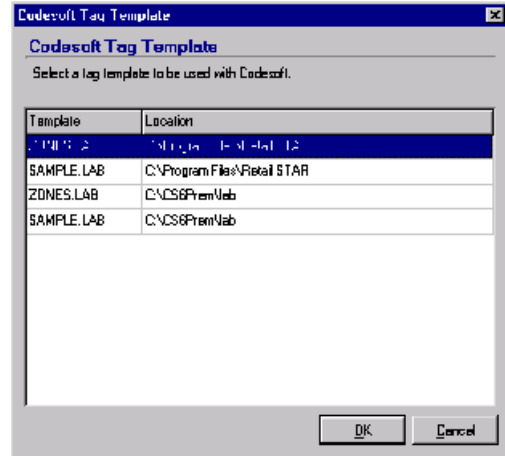 Codesoft Tag Template
Codesoft Tag Template
Select a tag template to be used with Codesoft.
Template Location
SAMPLE.LAB C:\Program Files\Retail STAR
ZONES.LAB C:\CS6Prem\lab
SAMPLE.LAB C:\CS6Prem\lab
OK Cancel